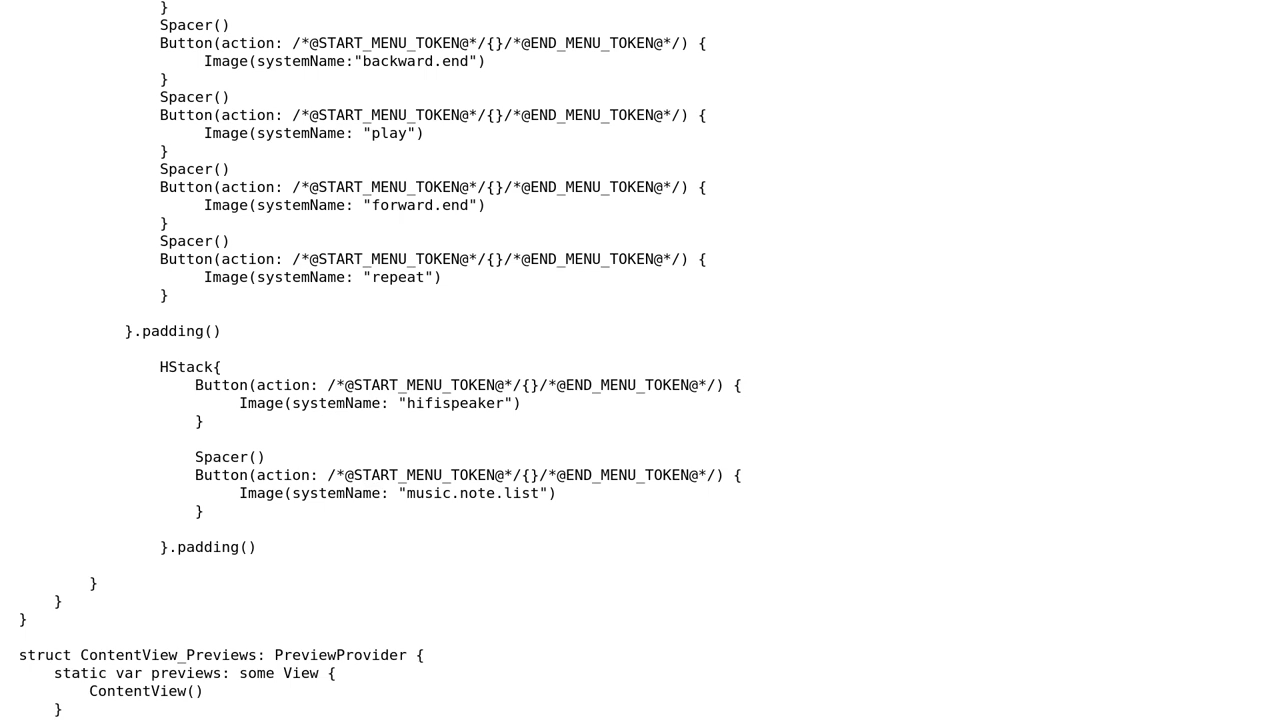 }
                Spacer()
                Button(action: /*@START_MENU_TOKEN@*/{}/*@END_MENU_TOKEN@*/) {
                     Image(systemName:"backward.end")
                }
                Spacer()
                Button(action: /*@START_MENU_TOKEN@*/{}/*@END_MENU_TOKEN@*/) {
                     Image(systemName: "play")
                }
                Spacer()
                Button(action: /*@START_MENU_TOKEN@*/{}/*@END_MENU_TOKEN@*/) {
                     Image(systemName: "forward.end")
                }
                Spacer()
                Button(action: /*@START_MENU_TOKEN@*/{}/*@END_MENU_TOKEN@*/) {
                     Image(systemName: "repeat")
                }

            }.padding()

                HStack{
                    Button(action: /*@START_MENU_TOKEN@*/{}/*@END_MENU_TOKEN@*/) {
                         Image(systemName: "hifispeaker")
                    }

                    Spacer()
                    Button(action: /*@START_MENU_TOKEN@*/{}/*@END_MENU_TOKEN@*/) {
                         Image(systemName: "music.note.list")
                    }

                }.padding()

        }
    }
}

struct ContentView_Previews: PreviewProvider {
    static var previews: some View {
        ContentView()
    }